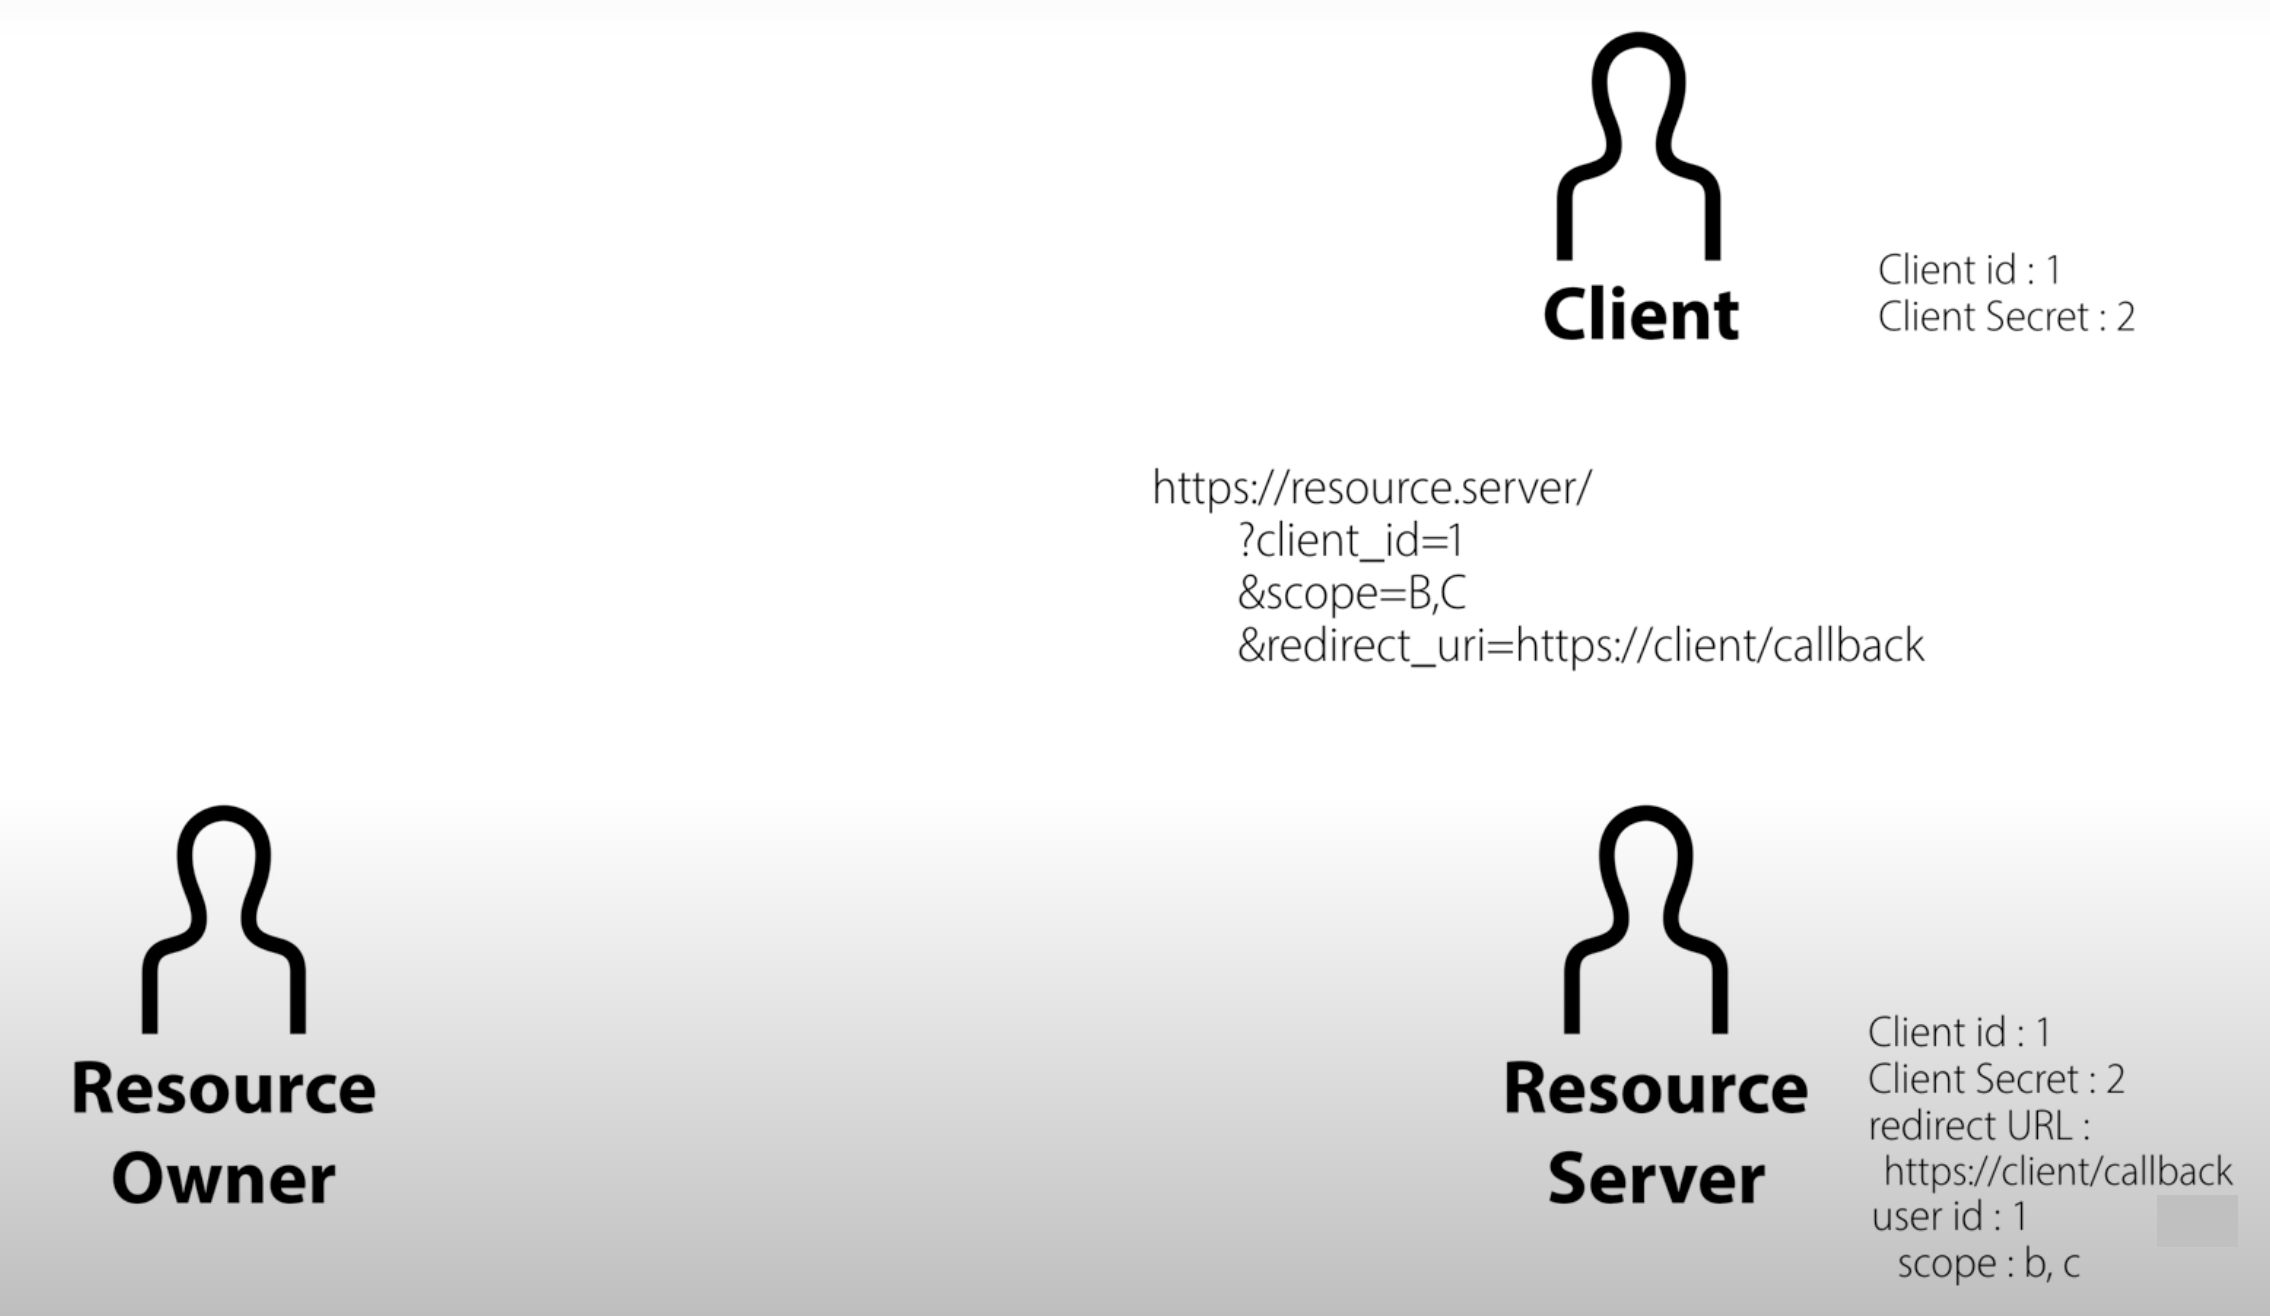 Client
Client id : 1
Client Secret : 2
https://resource.server/
?client_id=1
&scope=B,C
&redirect_uri=https://client/callback
Resource
Owner
Resource
Server
Client id : 1
Client Secret : 2
redirect URL :
https://client/callback
user id : 1
scope : b, c